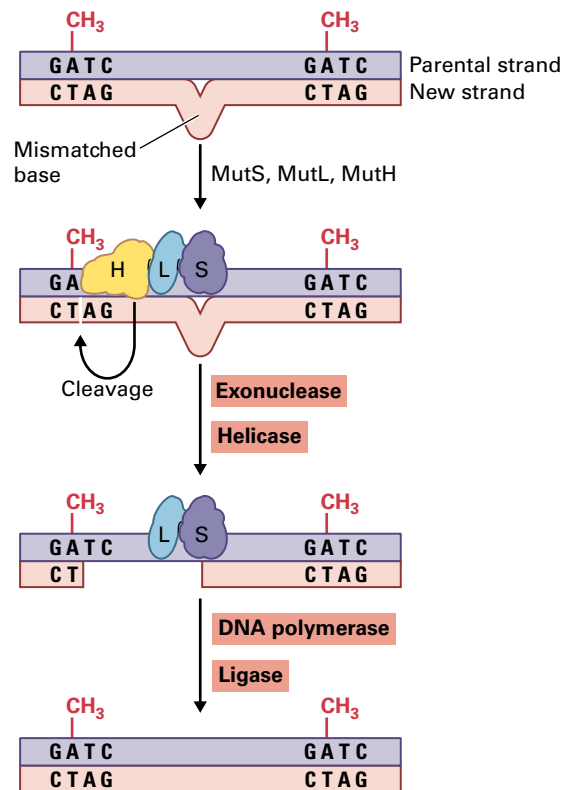 CH3 CH3
GATC GATC Parental strand
CTAG CTAG New strand
Mismatched
base
MutS, MutL, MutH
CH3 CH3
GA H L S GATC
CTAG CTAG
Cleavage
Exonuclease
Helicase
CH3 CH3
L S
GATC GATC
CT CTAG
DNA polymerase
Ligase
CH3 CH3
GATC GATC
CTAG CTAG